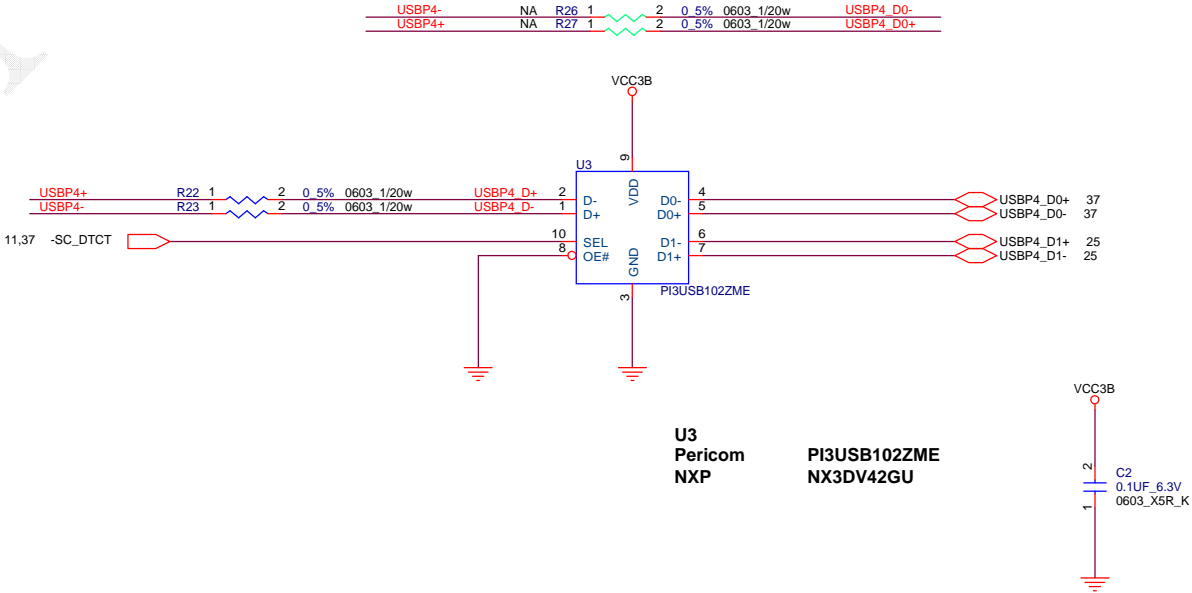 USBP4- NA R26 1 2 0_5% 0603_1/20w USBP4_D0-
USBP4+ NA R27 1 2 0_5% 0603_1/20w USBP4_D0+
VCC3B
9
U3
USBP4+ R22 1 2 0_5% 0603_1/20w USBP4_D+ 2 D- VDD D0- 4 USBP4_D0+ 37
USBP4- R23 1 2 0_5% 0603_1/20w USBP4_D- 1 D+ D0+ 5 USBP4_D0- 37
11,37 -SC_DTCT 10 SEL D1- 6 USBP4_D1+ 25
8 OE# GND D1+ 7 USBP4_D1- 25
3 PI3USB102ZME
VCC3B
U3
Pericom PI3USB102ZME
NXP NX3DV42GU
2
C2
0.1UF_6.3V
0603_X5R_K
1